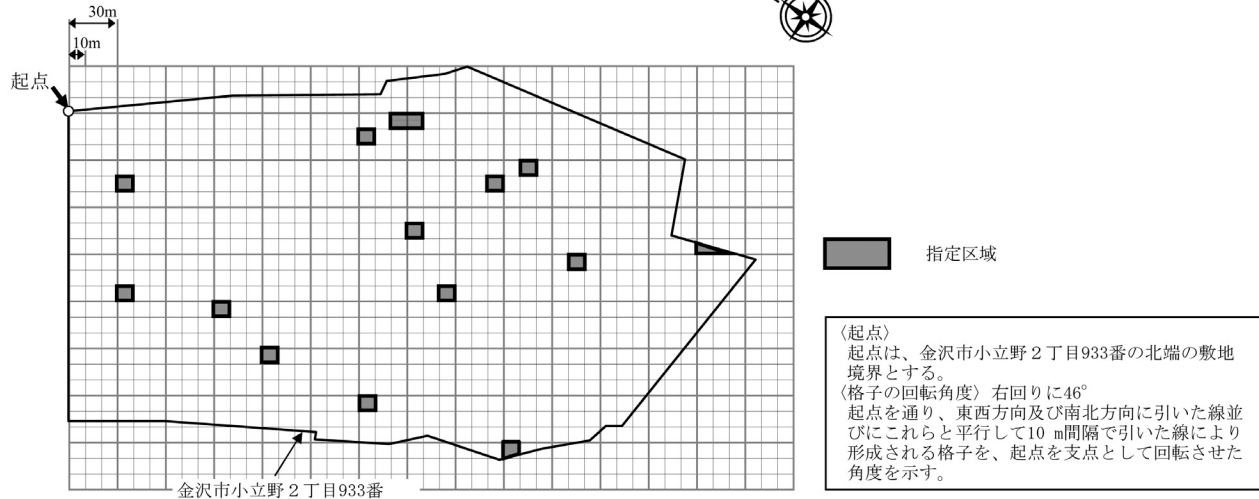 30m
10m
起点
指定区域
〈起点〉
起点は、金沢市小立野２丁目933番の北端の敷地
境界とする。
〈格子の回転角度〉右回りに46°
起点を通り、東西方向及び南北方向に引いた線並
びにこれらと平行して10 m間隔で引いた線により
形成される格子を、起点を支点として回転させた
角度を示す。
金沢市小立野２丁目933番